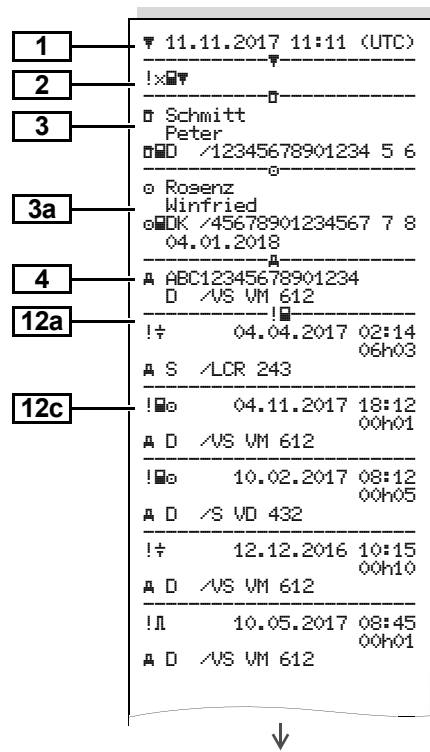 1 ▼ 11.11.2017 11:11 (UTC)
-----------▼-----------
2 !×■▼
3 Schmitt
Peter
D /12345678901234 5 6
o Rogenz
3a Winfried
o■DK /45678901234567 7 8
04.01.2018
4 A ABC12345678901234
D /VS VM 612
12a !■
!÷ 04.04.2017 02:14
06h03
A S /LCR 243
12c !■o 04.11.2017 18:12
00h01
A D /VS VM 612
!■o 10.02.2017 08:12
00h05
A D /S VD 432
!÷ 12.12.2016 10:15
00h10
A D /VS VM 612
!Л 10.05.2017 08:45
00h01
A D /VS VM 612